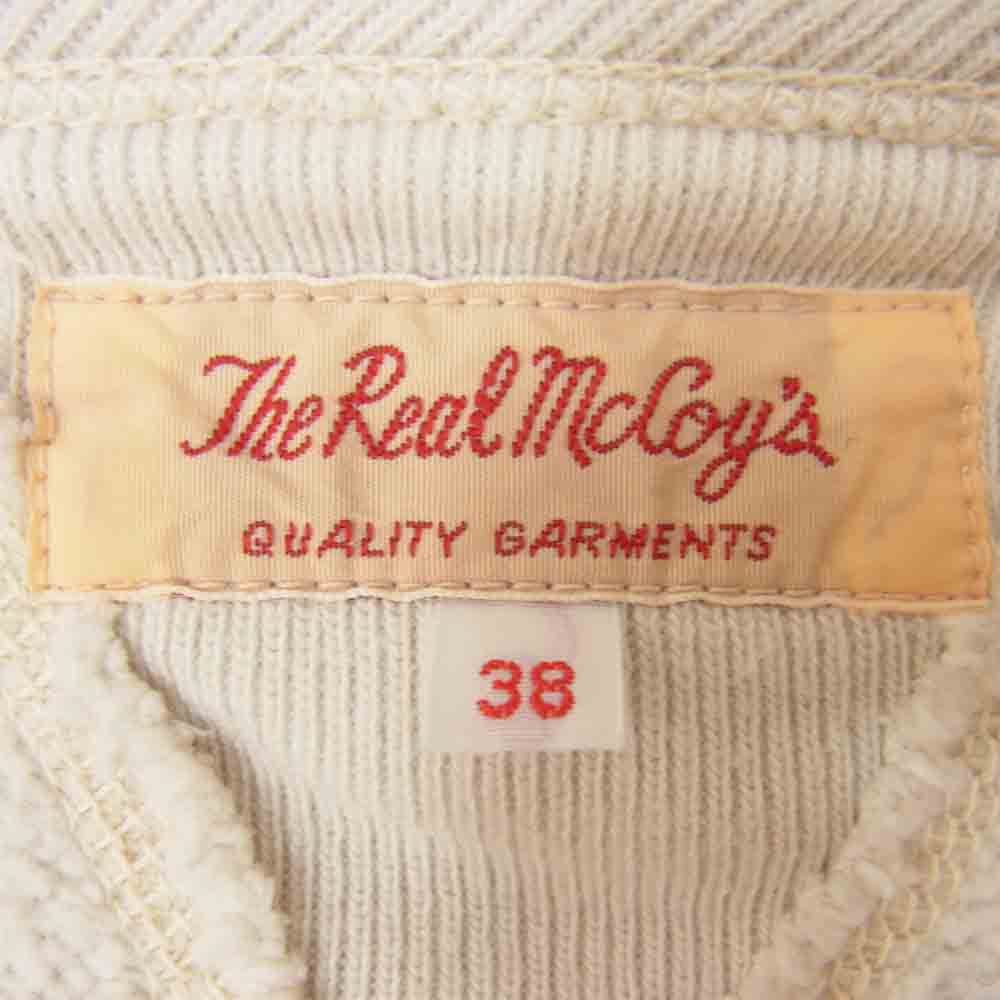 The Real McCoy's
QUALITY GARMENTS
38